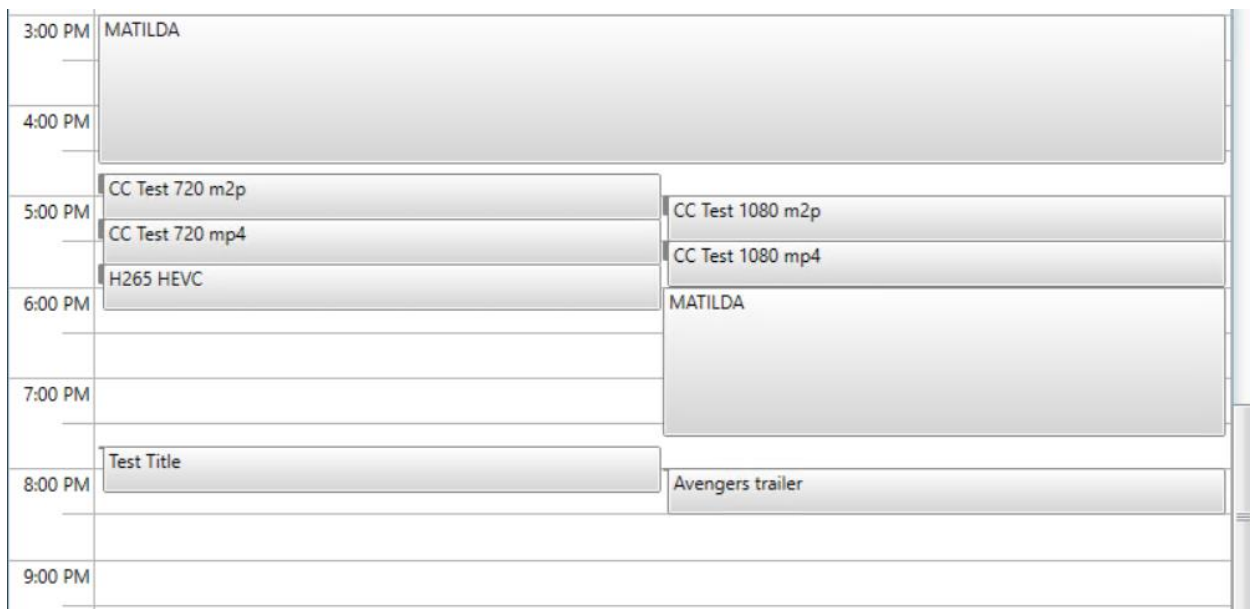 3:00 PM MATILDA
4:00 PM
CC Test 720 m2p
5:00 PM CC Test 1080 m2p
CC Test 720 mp4
CC Test 1080 mp4
H265 HEVC
6:00 PM MATILDA
7:00 PM
Test Title
8:00 PM Avengers trailer
9:00 PM